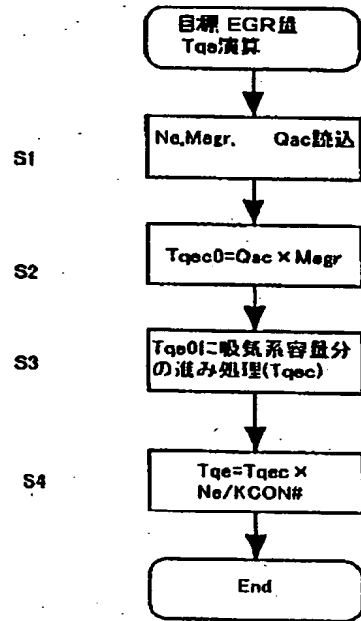 目標 EGR量
Tqe演算
S1
Ne,Megr. Qac読込
S2
Tqec0=Qac×Megr
S3
Tqe0に吸気系容量分
の進み処理(Tqec)
S4
Tqe=Tqec×
Ne/KCON#
End